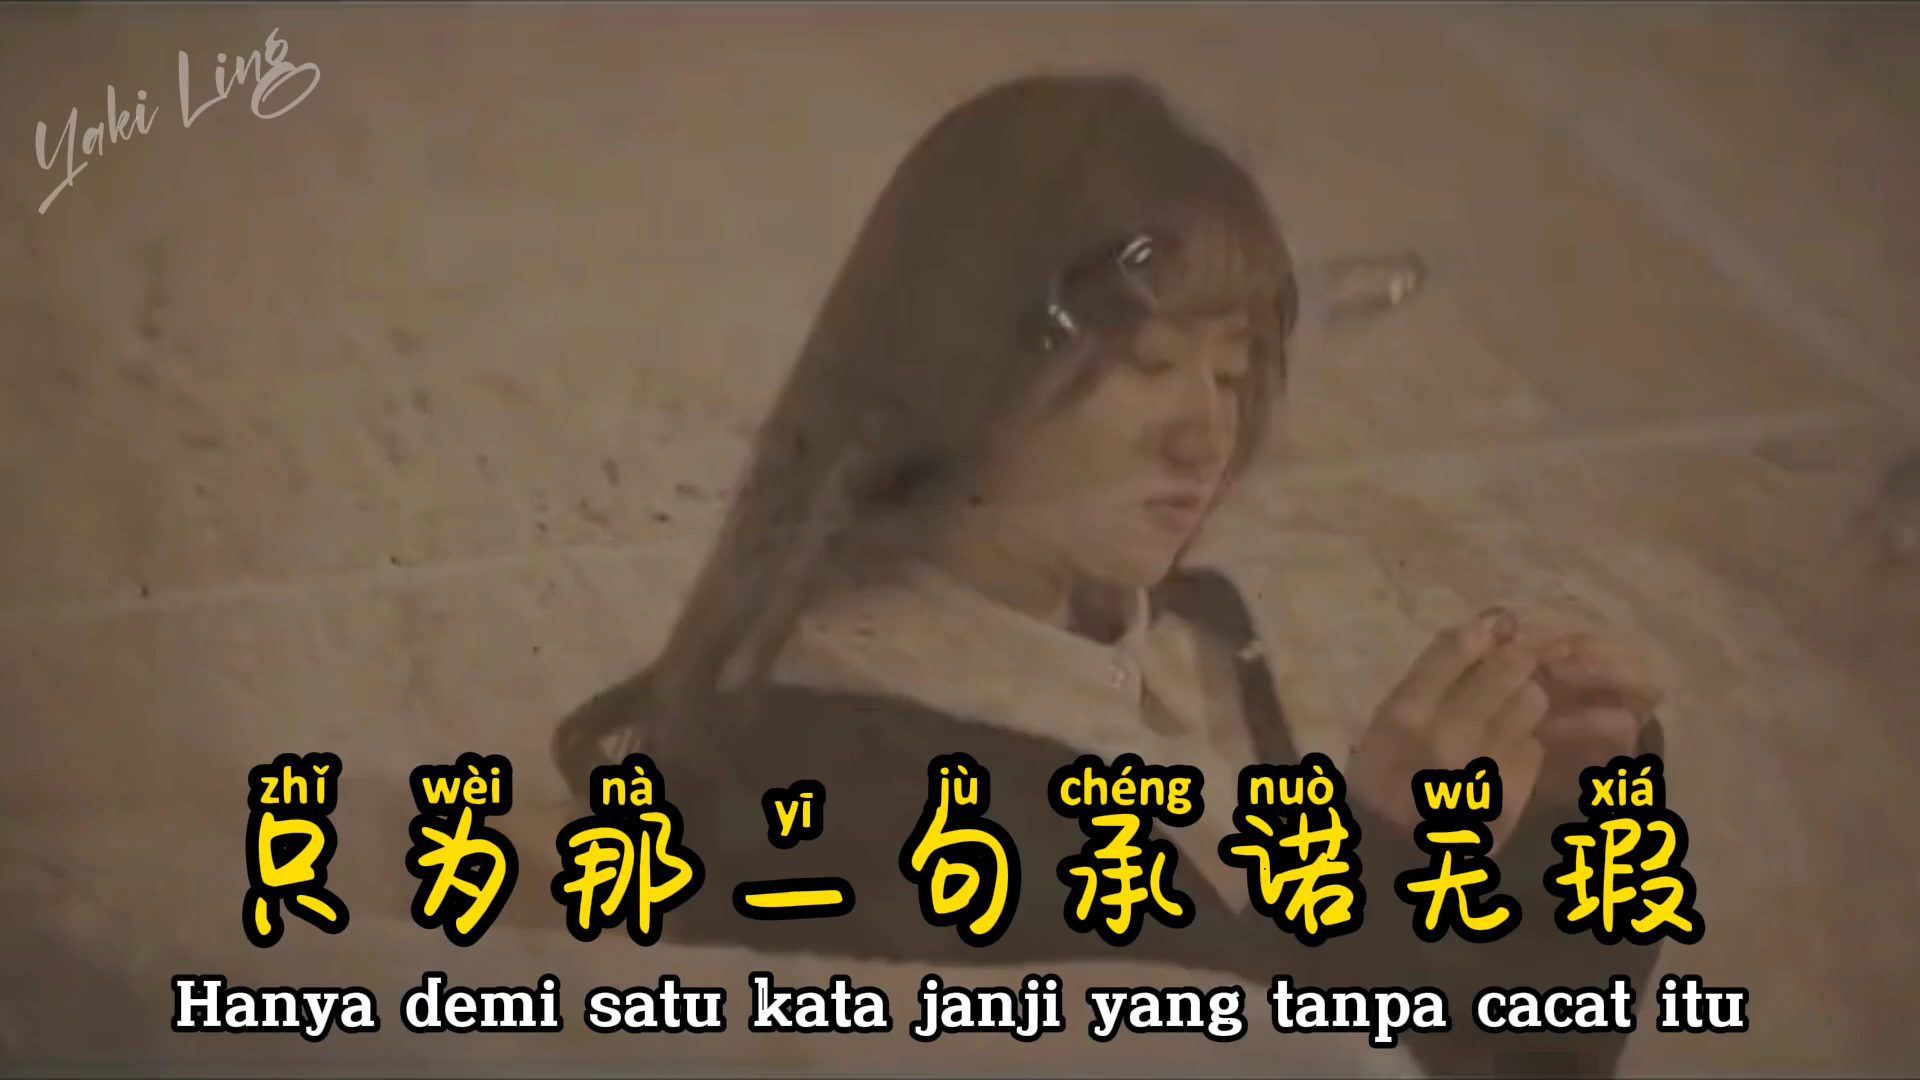 Yaki Ling
zhǐ wèi nà yī jù chéng nuò wú xiá
只为那一句承诺无瑕
Hanya demi satu kata janji yang tanpa cacat itu